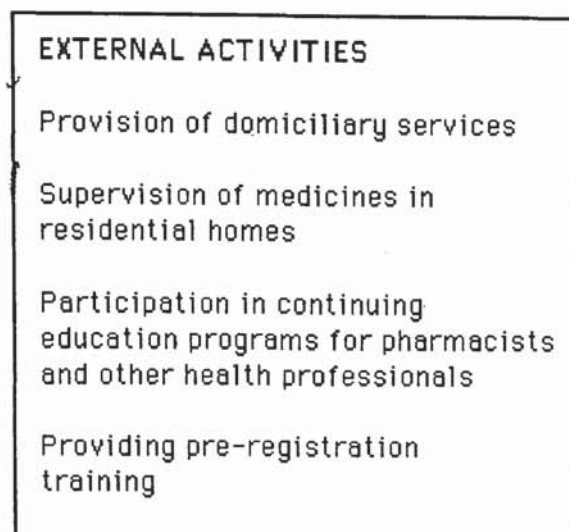 EXTERNAL ACTIVITIES
Provision of domiciliary services
Supervision of medicines in
residential homes
Participation in continuing
education programs for pharmacists
and other health professionals
Providing pre-registration
training